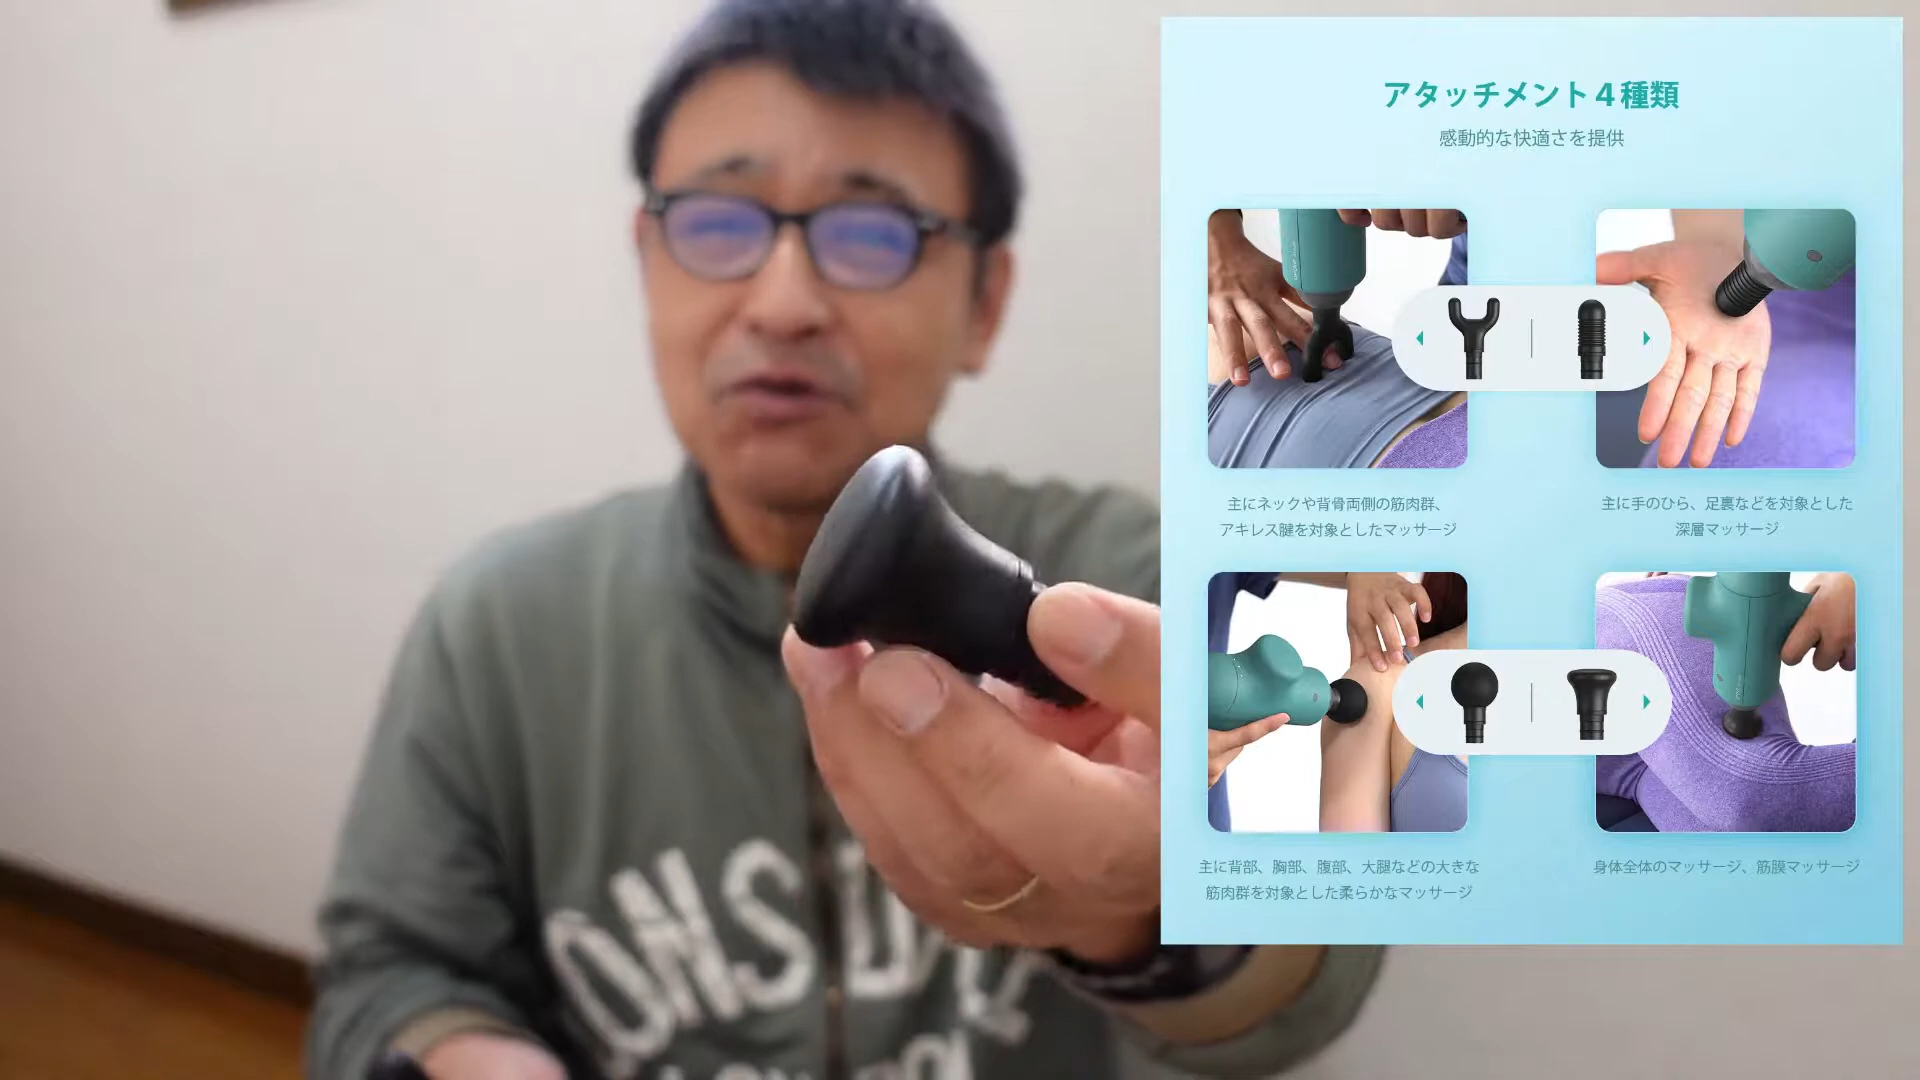 アタッチメント4種類
感動的な快適さを提供
主にネックや背骨両側の筋肉群、
アキレス腱を対象としたマッサージ
主に手のひら、足裏などを対象とした
深層マッサージ
主に背部、胸部、腹部、大腿などの大きな
筋肉群を対象とした柔らかなマッサージ
身体全体のマッサージ、筋膜マッサージ